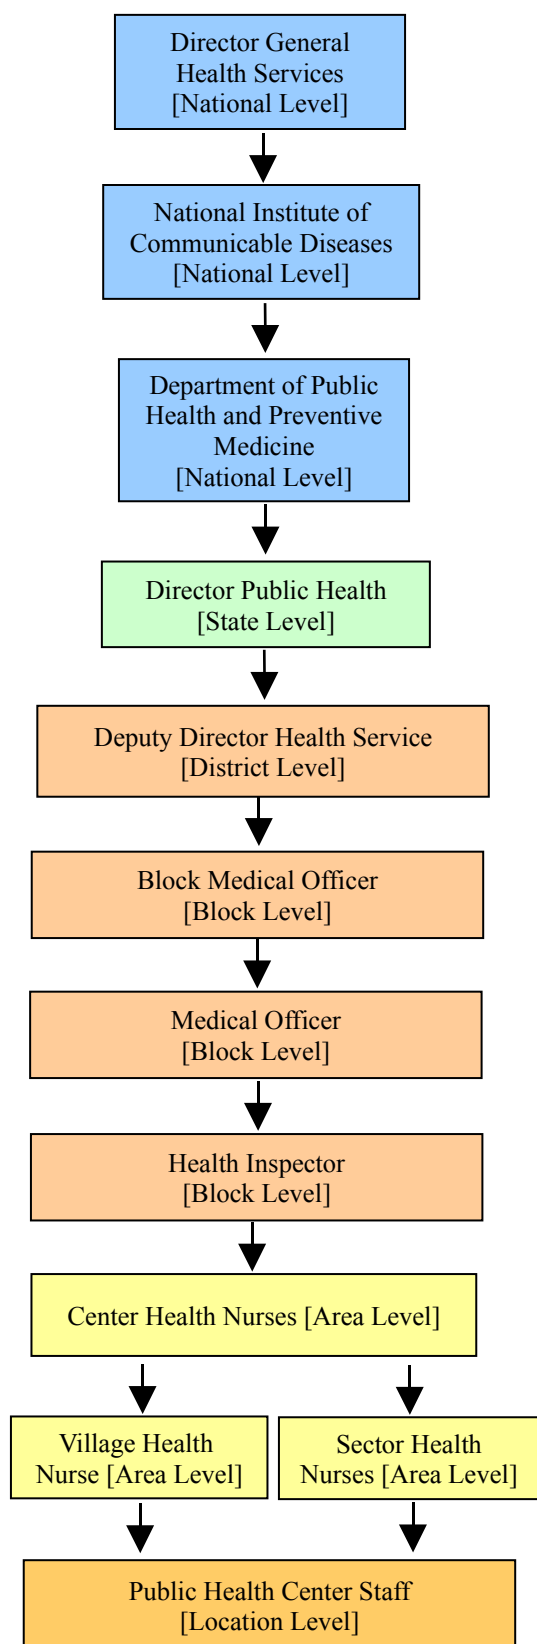 Director General
Health Services
[National Level]
National Institute of
Communicable Diseases
[National Level]
Department of Public
Health and Preventive
Medicine
[National Level]
Director Public Health
[State Level]
Deputy Director Health Service
[District Level]
Block Medical Officer
[Block Level]
Medical Officer
[Block Level]
Health Inspector
[Block Level]
Center Health Nurses [Area Level]
Village Health
Nurse [Area Level]
Sector Health
Nurses [Area Level]
Public Health Center Staff
[Location Level]